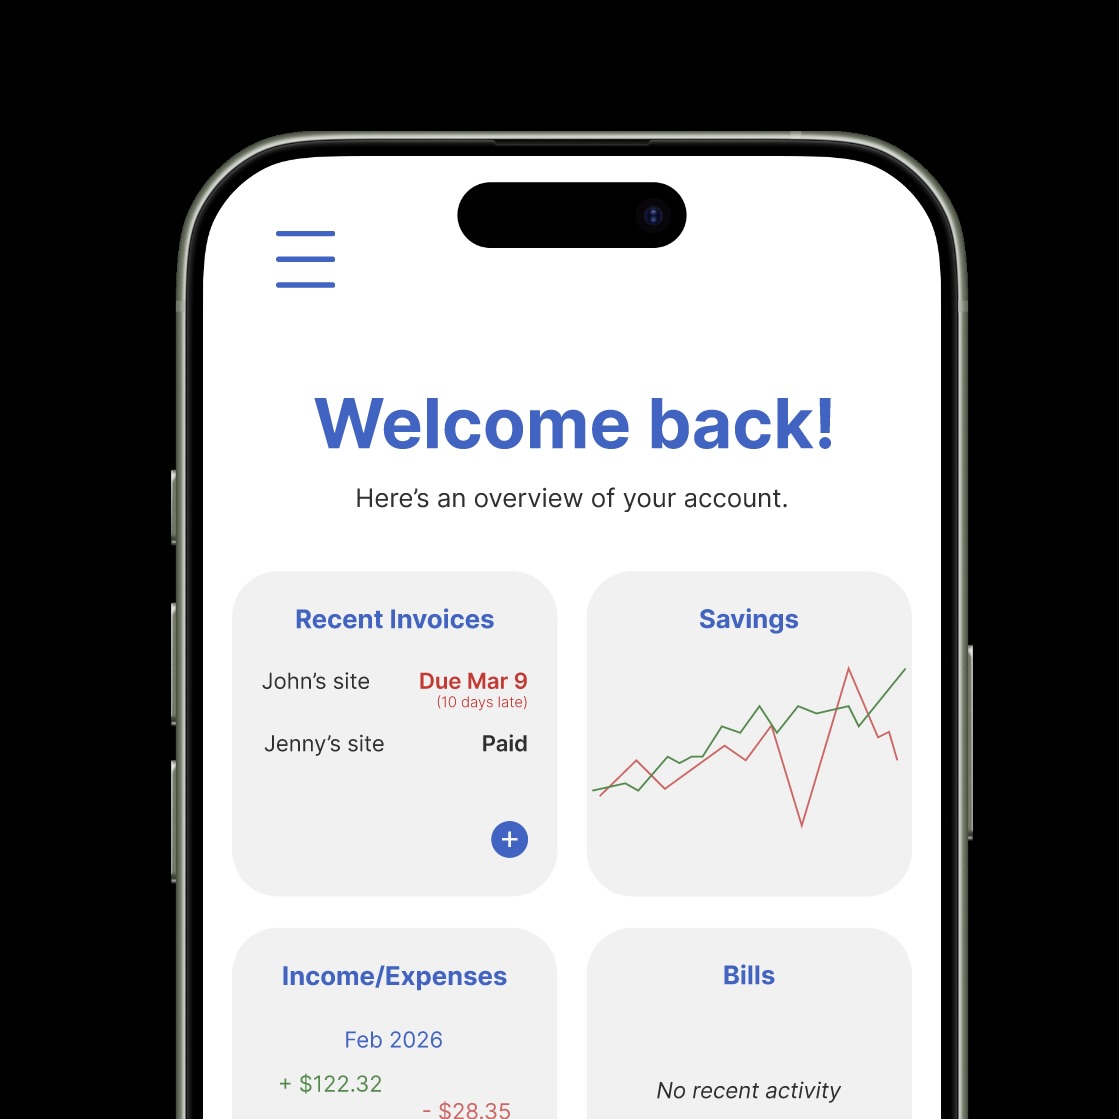 Welcome back!
Here’s an overview of your account.
Recent Invoices
John’s site
Due Mar 9
(10 days late)
Jenny’s site
Paid
+
Savings
Income/Expenses
Feb 2026
+ $122.32
- $28.35
Bills
No recent activity